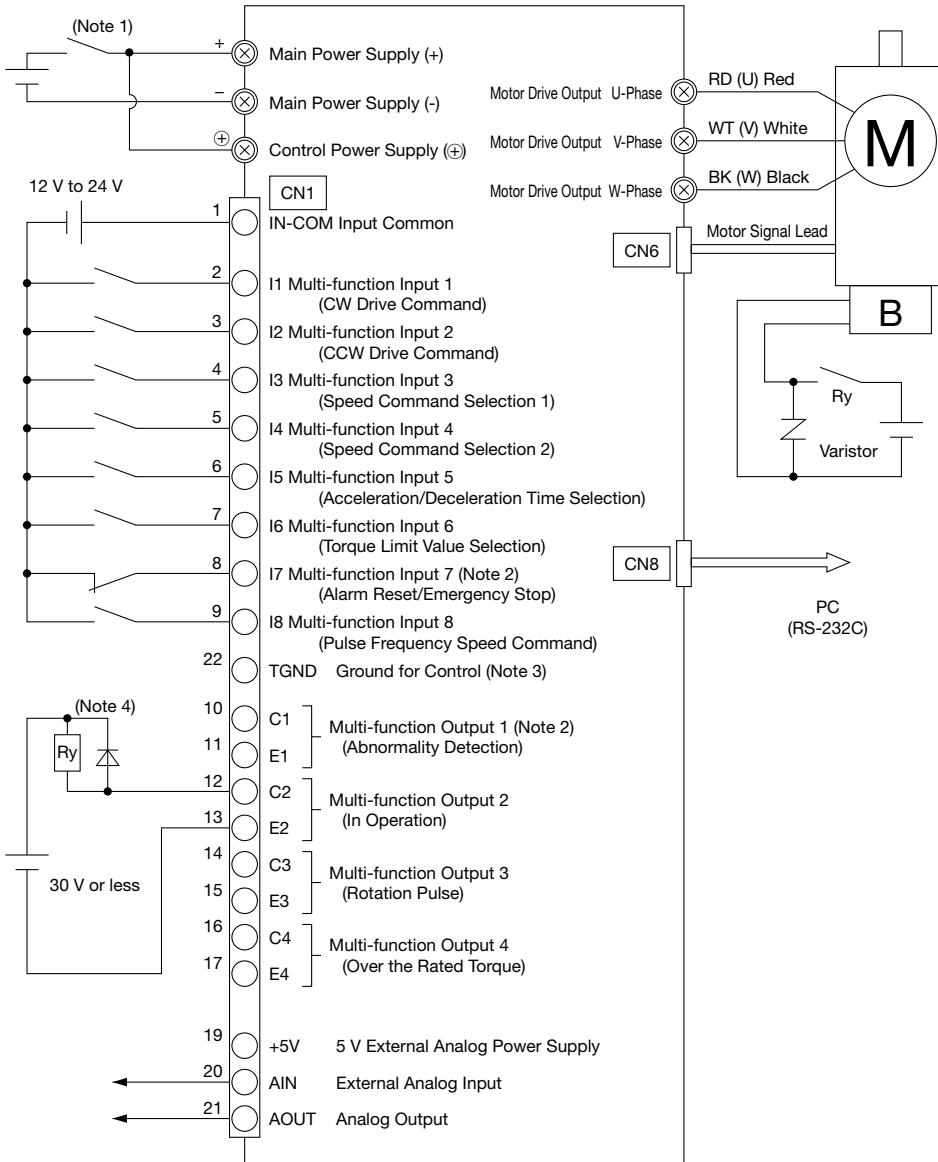 (Note 1)
+
Main Power Supply (+)
−
Main Power Supply (-)
⊕
Control Power Supply (⊕)
Motor Drive Output U-Phase
RD (U) Red
Motor Drive Output V-Phase
WT (V) White
Motor Drive Output W-Phase
BK (W) Black
M
CN6
Motor Signal Lead
B
Ry
Varistor
CN8
PC
(RS-232C)
12 V to 24 V
CN1
1
IN-COM Input Common
2
I1 Multi-function Input 1
(CW Drive Command)
3
I2 Multi-function Input 2
(CCW Drive Command)
4
I3 Multi-function Input 3
(Speed Command Selection 1)
5
I4 Multi-function Input 4
(Speed Command Selection 2)
6
I5 Multi-function Input 5
(Acceleration/Deceleration Time Selection)
7
I6 Multi-function Input 6
(Torque Limit Value Selection)
8
I7 Multi-function Input 7 (Note 2)
(Alarm Reset/Emergency Stop)
9
I8 Multi-function Input 8
(Pulse Frequency Speed Command)
22
TGND Ground for Control (Note 3)
(Note 4)
Ry
30 V or less
10
C1
11
E1
Multi-function Output 1 (Note 2)
(Abnormality Detection)
12
C2
13
E2
Multi-function Output 2
(In Operation)
14
C3
15
E3
Multi-function Output 3
(Rotation Pulse)
16
C4
17
E4
Multi-function Output 4
(Over the Rated Torque)
19
+5V 5 V External Analog Power Supply
20
AIN External Analog Input
21
AOUT Analog Output